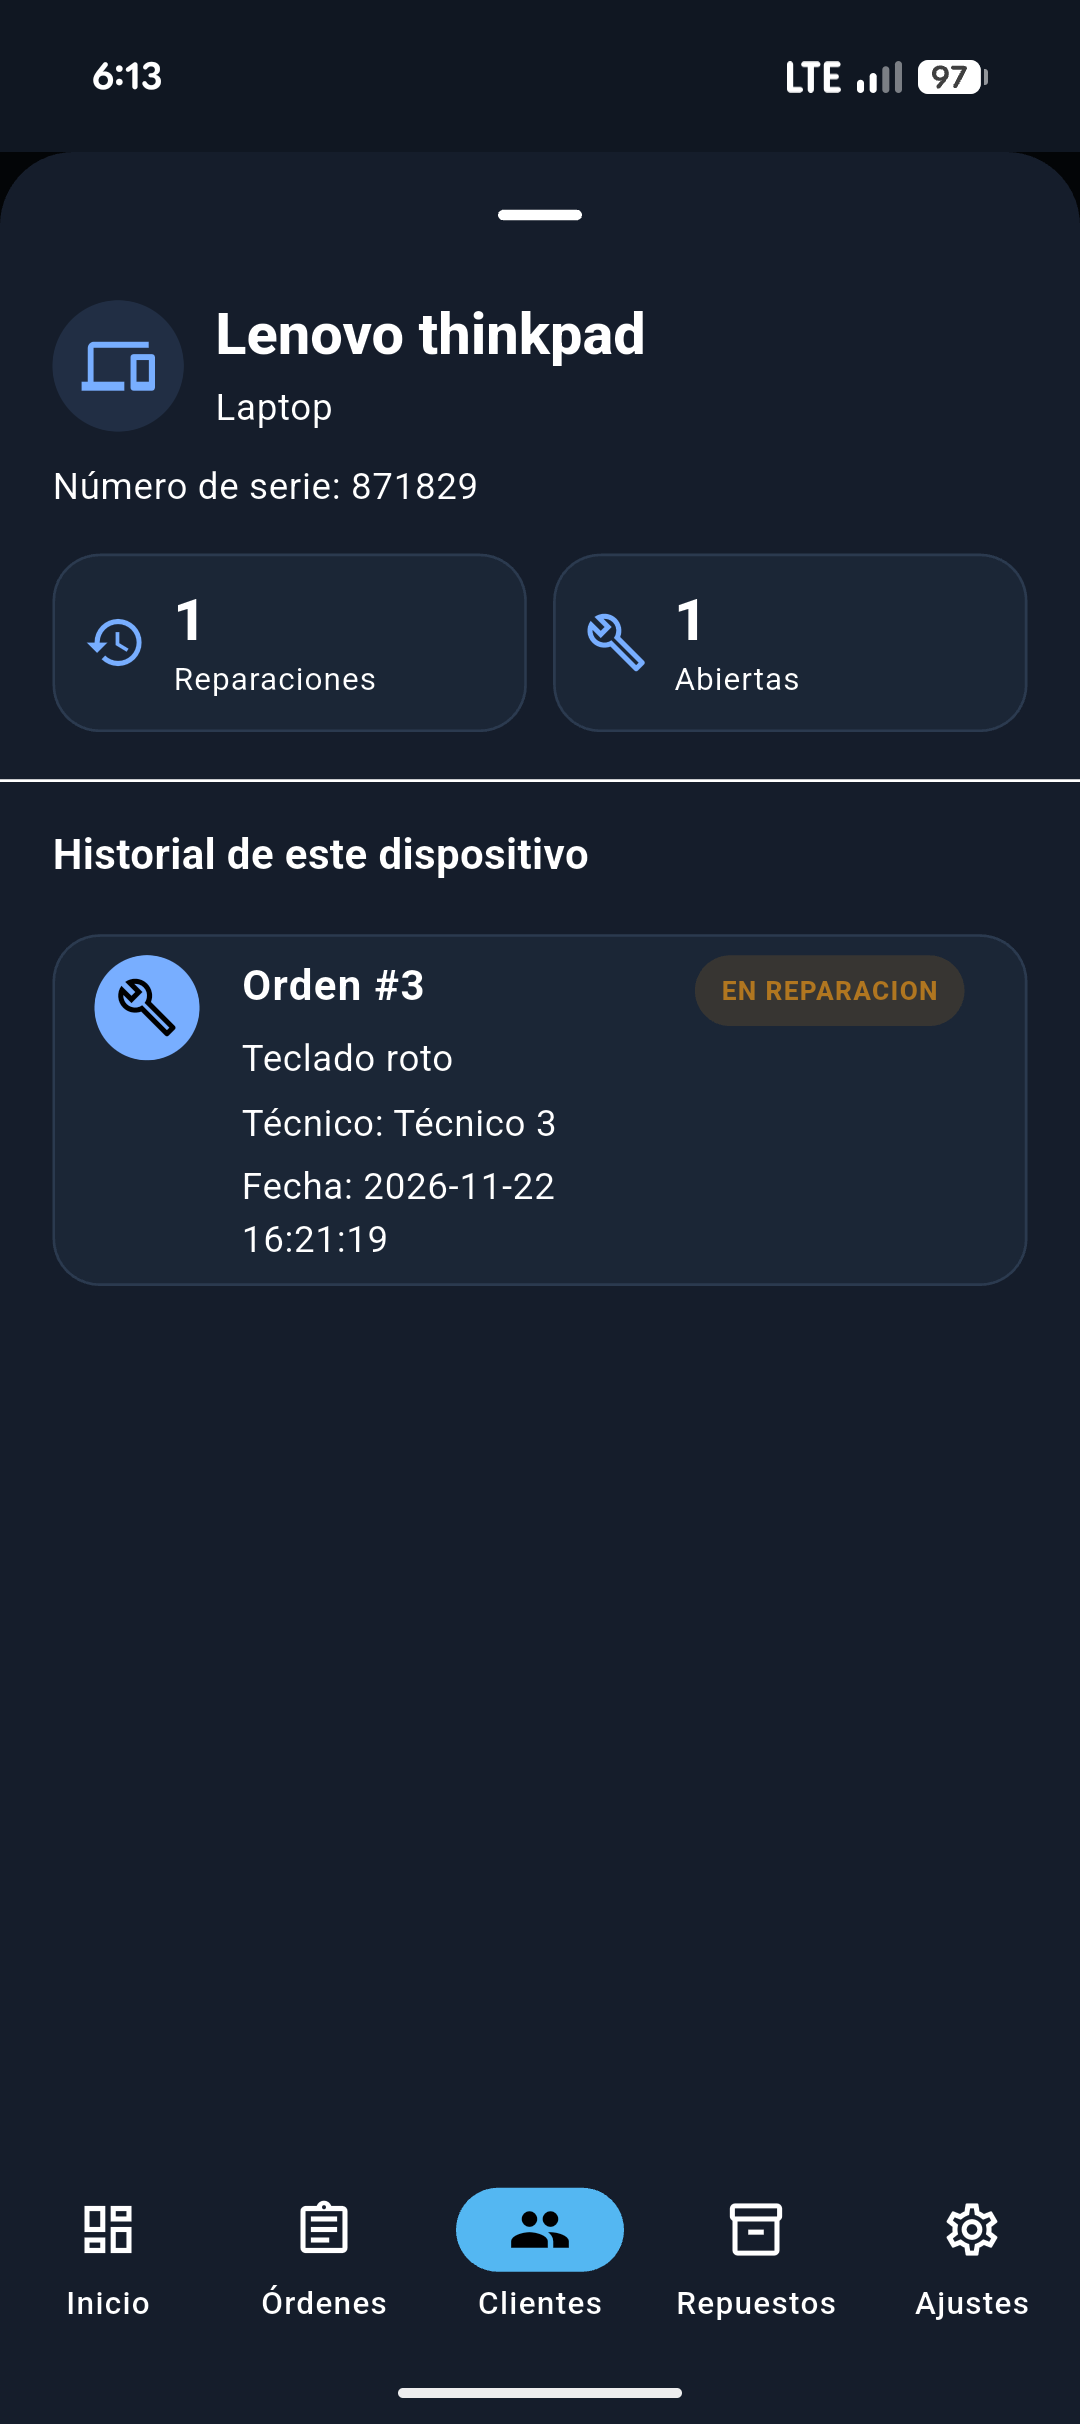 6:13
LTE
97
Lenovo thinkpad
Laptop
Número de serie: 871829
1
Reparaciones
1
Abiertas
Historial de este dispositivo
Orden #3
EN REPARACION
Teclado roto
Técnico: Técnico 3
Fecha: 2026-11-22
16:21:19
Inicio
Órdenes
Clientes
Repuestos
Ajustes